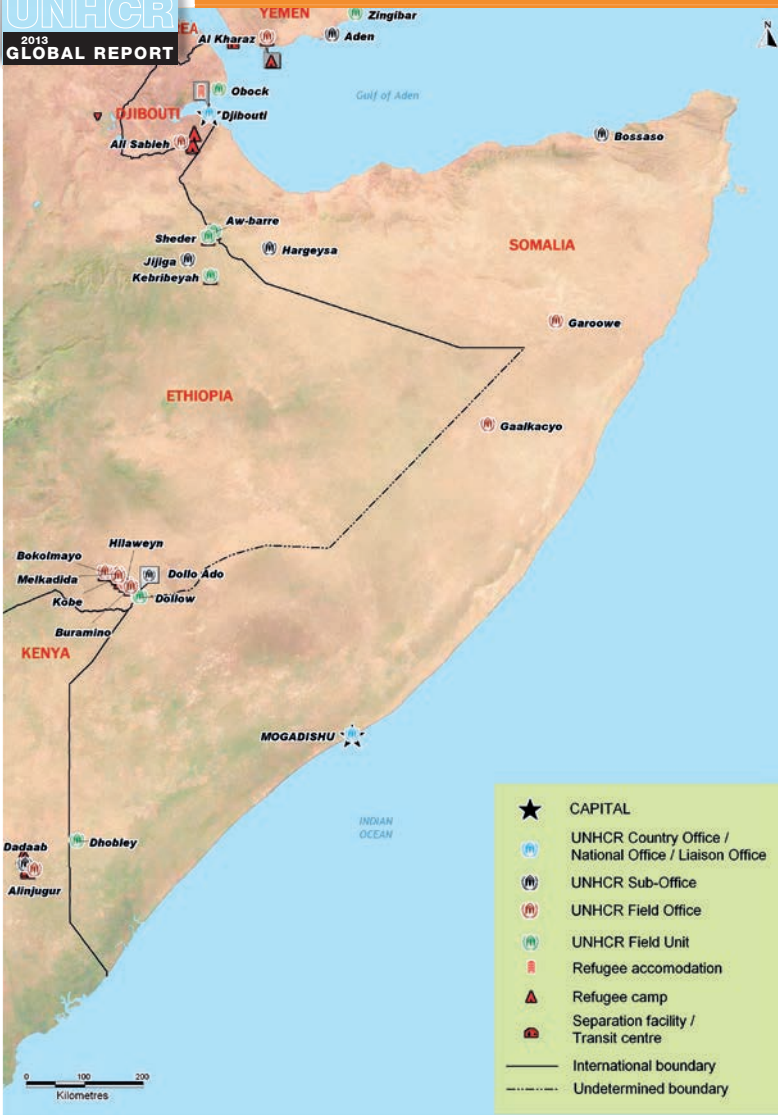 UNHCR
2013
GLOBAL REPORT
YEMEN
Zingibar
EA
Al Kharaz
Aden
N
Gulf of Aden
Obock
DJIBOUTI
Djibouti
Bossaso
Ali Sabieh
Aw-barre
Sheder
Hargeysa
SOMALIA
Jijiga
Kebribeyah
Garoowe
ETHIOPIA
Gaalkacyo
Hilaweyn
Bokolmayo
Melkadida
Dollo Ado
Kobe
Dollow
Buramino
KENYA
MOGADISHU
INDIAN
OCEAN
Dhobley
Dadaab
Alinjugur
CAPITAL
UNHCR Country Office /
National Office / Liaison Office
UNHCR Sub-Office
UNHCR Field Office
UNHCR Field Unit
Refugee accomodation
Refugee camp
Separation facility /
Transit centre
International boundary
Undetermined boundary
0 100 200
Kilometres